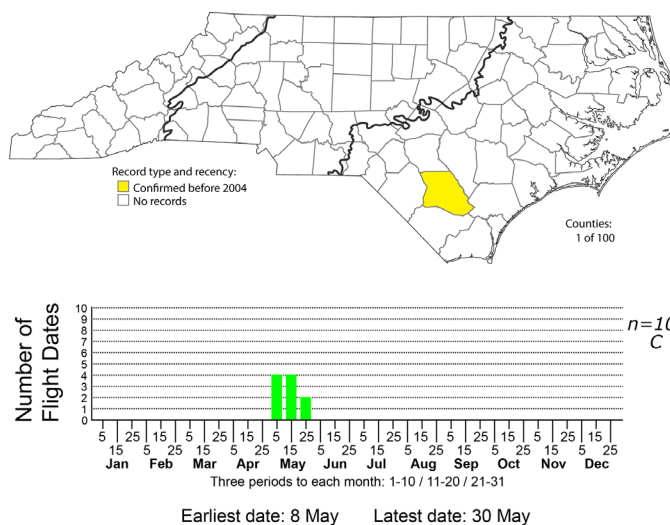 Record type and recency:
Confirmed before 2004
No records
Counties:
1 of 100
Number of
Flight Dates
10
9
8
7
6
5
4
3
2
1
0
n=10
C
5 25 15 5 25 15 5 25 15 5 25 15 5 25 15 5 25 15
15 5 25 15 5 25 15 5 25 15 5 25 15 5 25 15 5 25
Jan Feb Mar Apr May Jun Jul Aug Sep Oct Nov Dec
Three periods to each month: 1-10 / 11-20 / 21-31
Earliest date: 8 May Latest date: 30 May